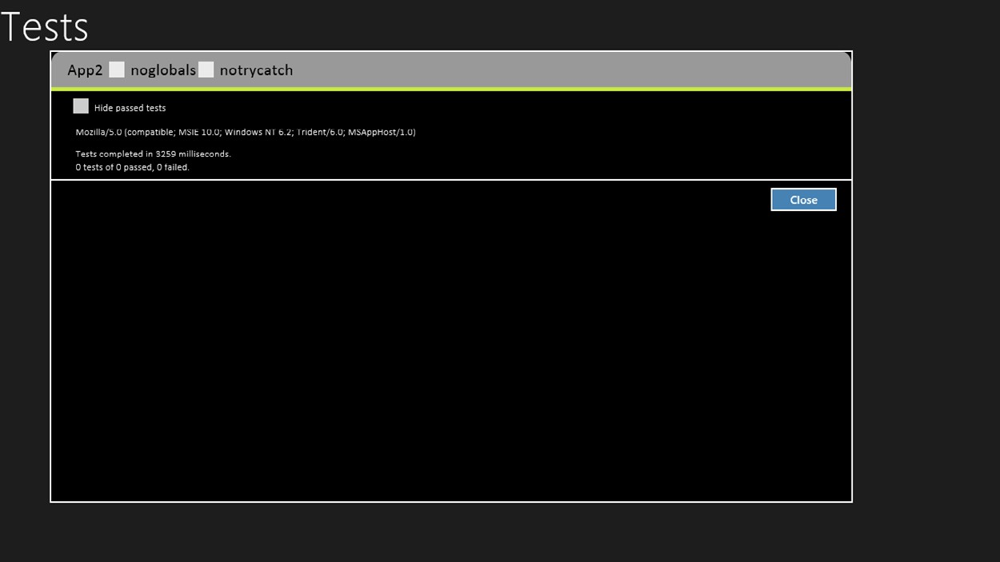 Tests
App2 noglobals notrycatch
Hide passed tests
Mozilla/5.0 (compatible; MSIE 10.0; Windows NT 6.2; Trident/6.0; MSAppHost/1.0)
Tests completed in 3259 milliseconds.
0 tests of 0 passed, 0 failed.
Close